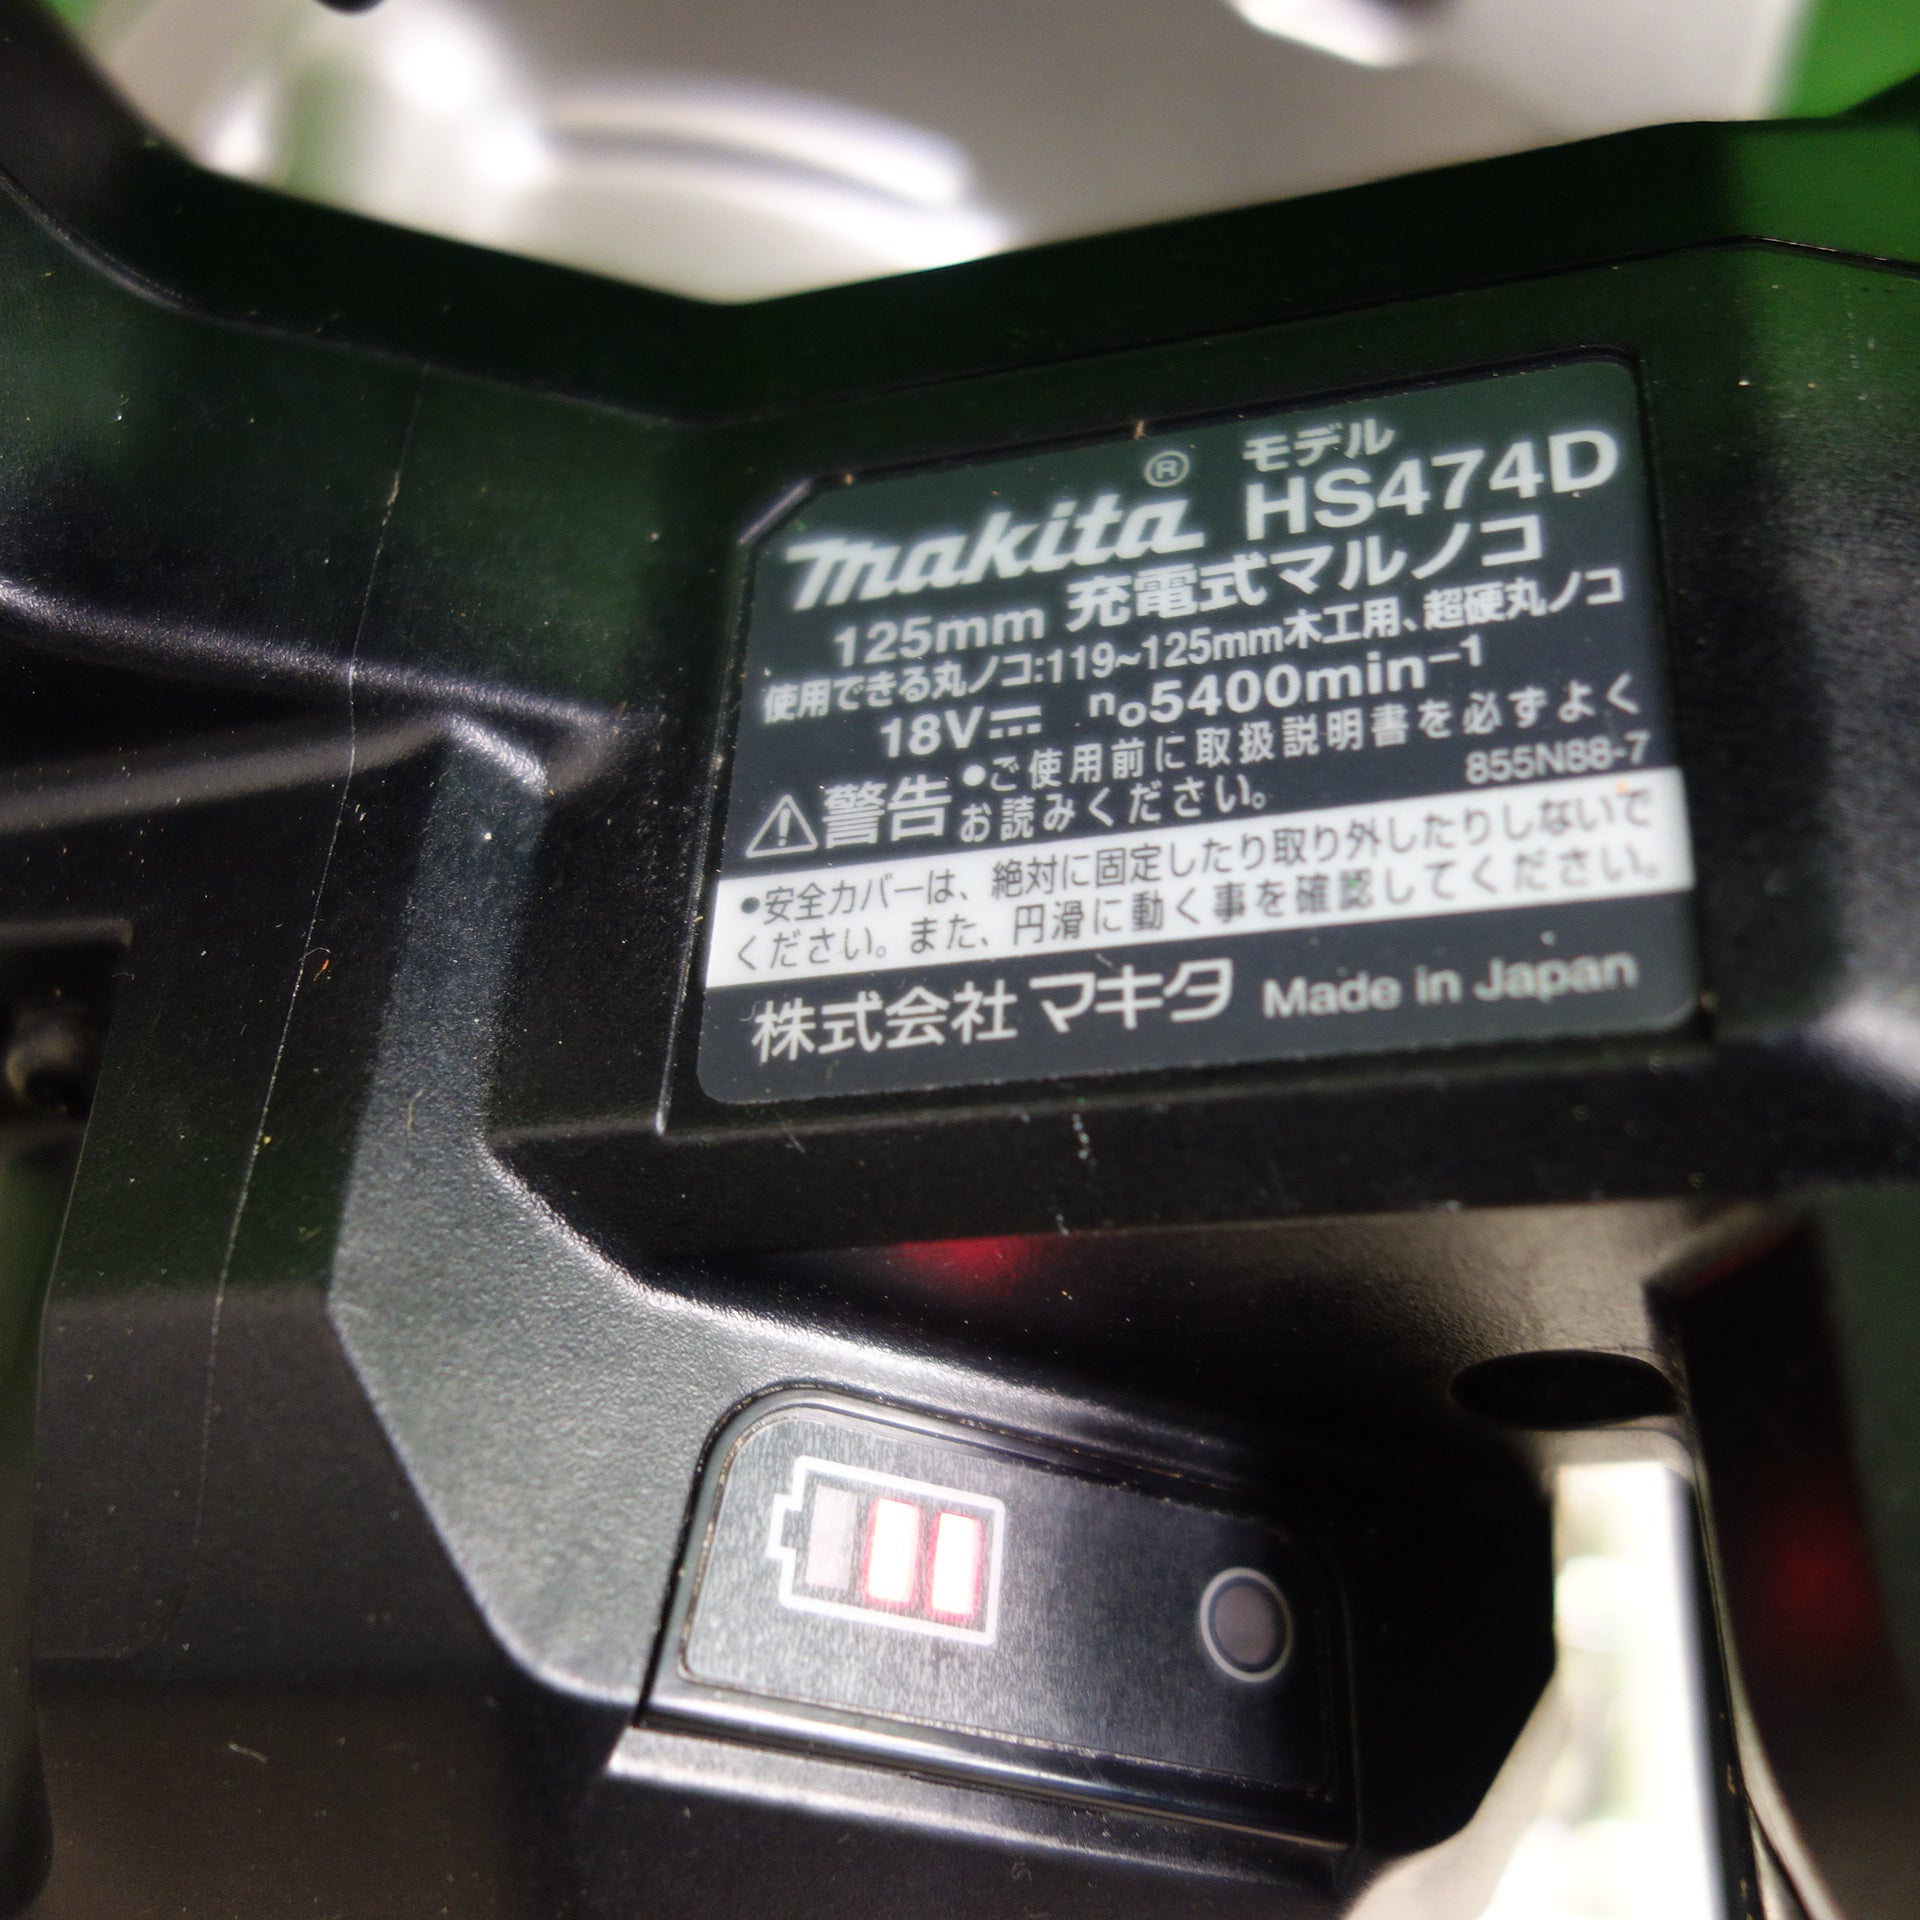 モデル
makita® HS474D
125mm 充電式マルノコ
使用できる丸ノコ:119~125mm木工用、超硬丸ノコ
18V⎓ no5400min−1
⚠警告 •ご使用前に取扱説明書を必ずよく
お読みください。 855N88-7
•安全カバーは、絶対に固定したり取り外したりしないで
ください。また、円滑に動く事を確認してください。
株式会社マキタ Made in Japan